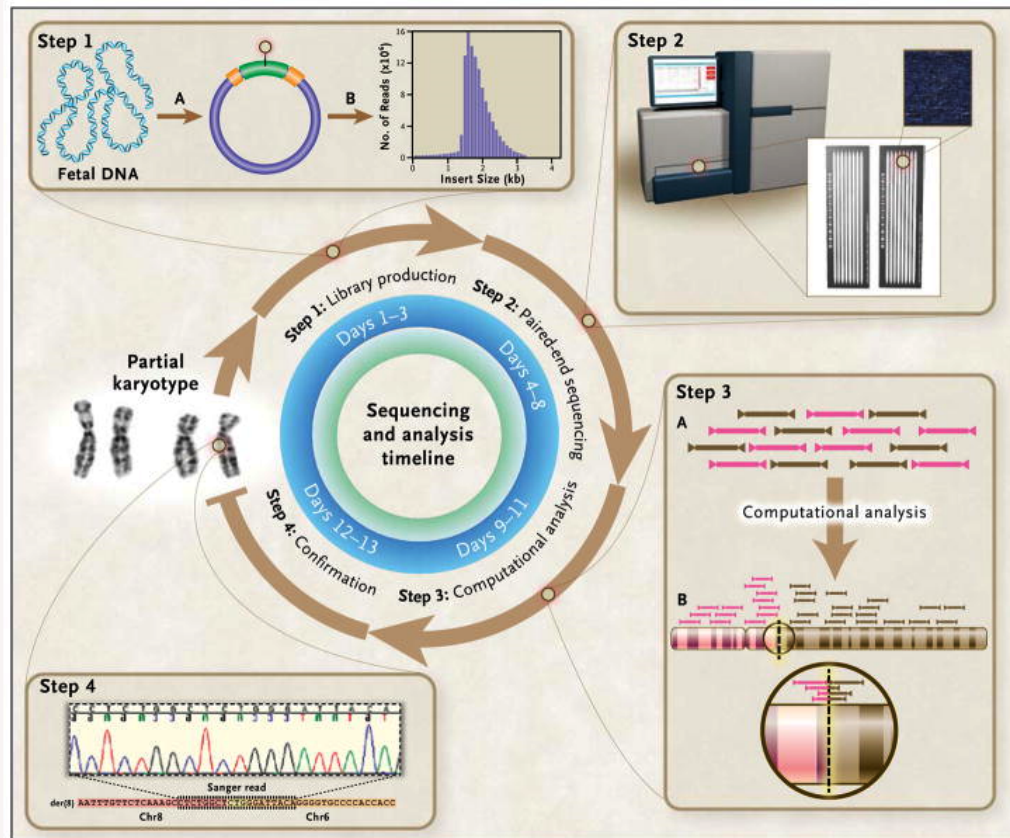 Step 1
A
B
Fetal DNA
No. of Reads (x10⁶)
16
12
8
4
0
0 1 2 3 4
Insert Size (kb)
Step 2
Partial karyotype
Step 1: Library production
Step 2: Paired-end sequencing
Step 3: Computational analysis
Step 4: Confirmation
Days 1–3
Days 4–8
Days 9–11
Days 12–13
Sequencing
and analysis
timeline
Step 3
A
Computational analysis
B
Step 4
Sanger read
der(8) AATTTGTTCTCAAAGCCTCTGGCTCTGGGATTACAGGGGTGCCCCACCACC
Chr8 Chr6